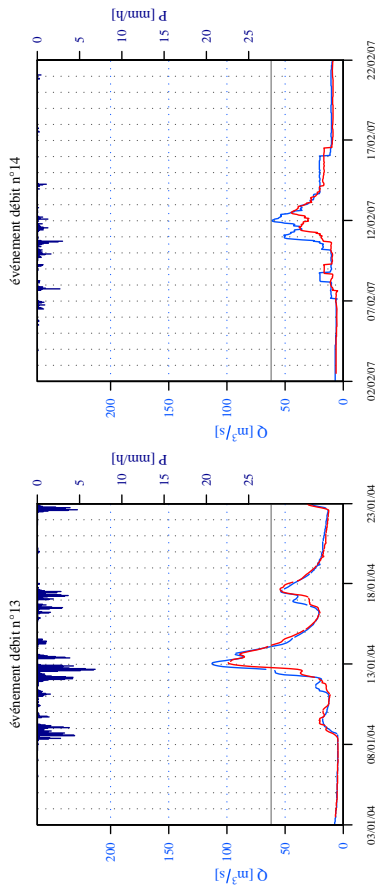 événement débit n°13
0 5 10 15 20 25
P [mm/h]
0 50 100 150 200
Q [m³/s]
03/01/04 08/01/04 13/01/04 18/01/04 23/01/04
événement débit n°14
0 5 10 15 20 25
P [mm/h]
0 50 100 150 200
Q [m³/s]
02/02/07 07/02/07 12/02/07 17/02/07 22/02/07